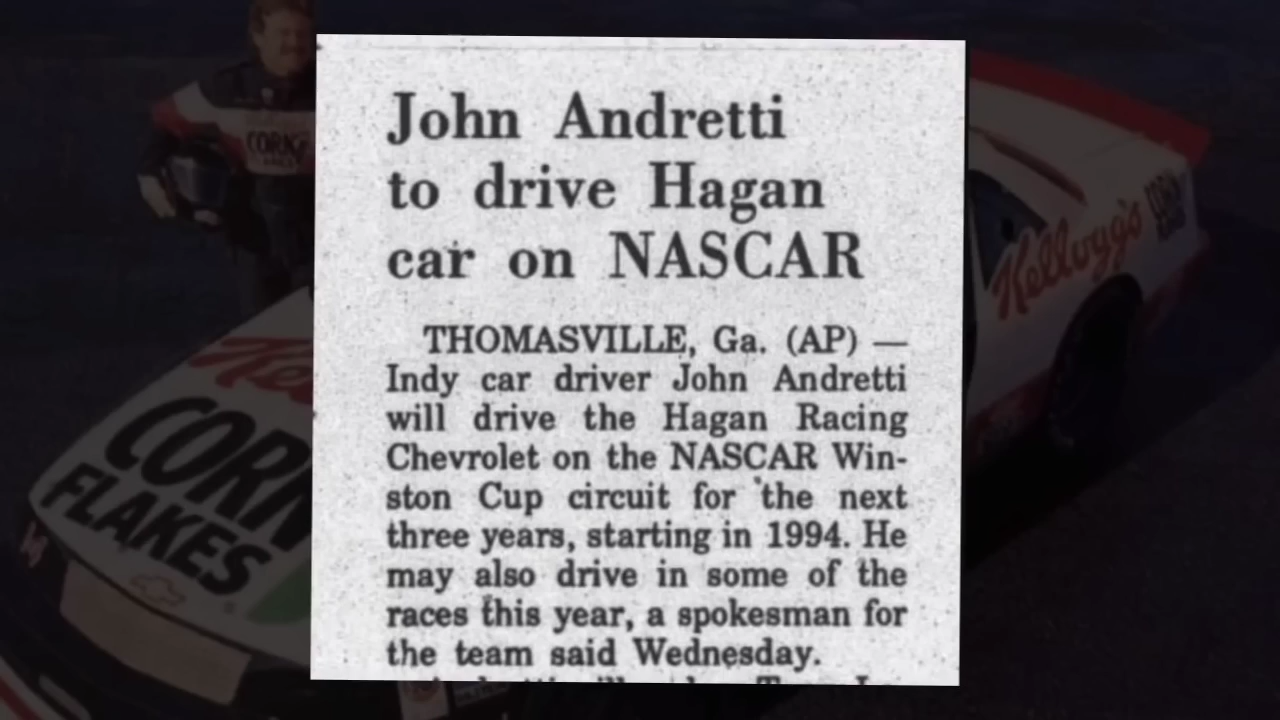 John Andretti
to drive Hagan
car on NASCAR
THOMASVILLE, Ga. (AP) —
Indy car driver John Andretti
will drive the Hagan Racing
Chevrolet on the NASCAR Win-
ston Cup circuit for the next
three years, starting in 1994. He
may also drive in some of the
races this year, a spokesman for
the team said Wednesday.
CORN
CORN
FLAKES
Kellogg's
CORN